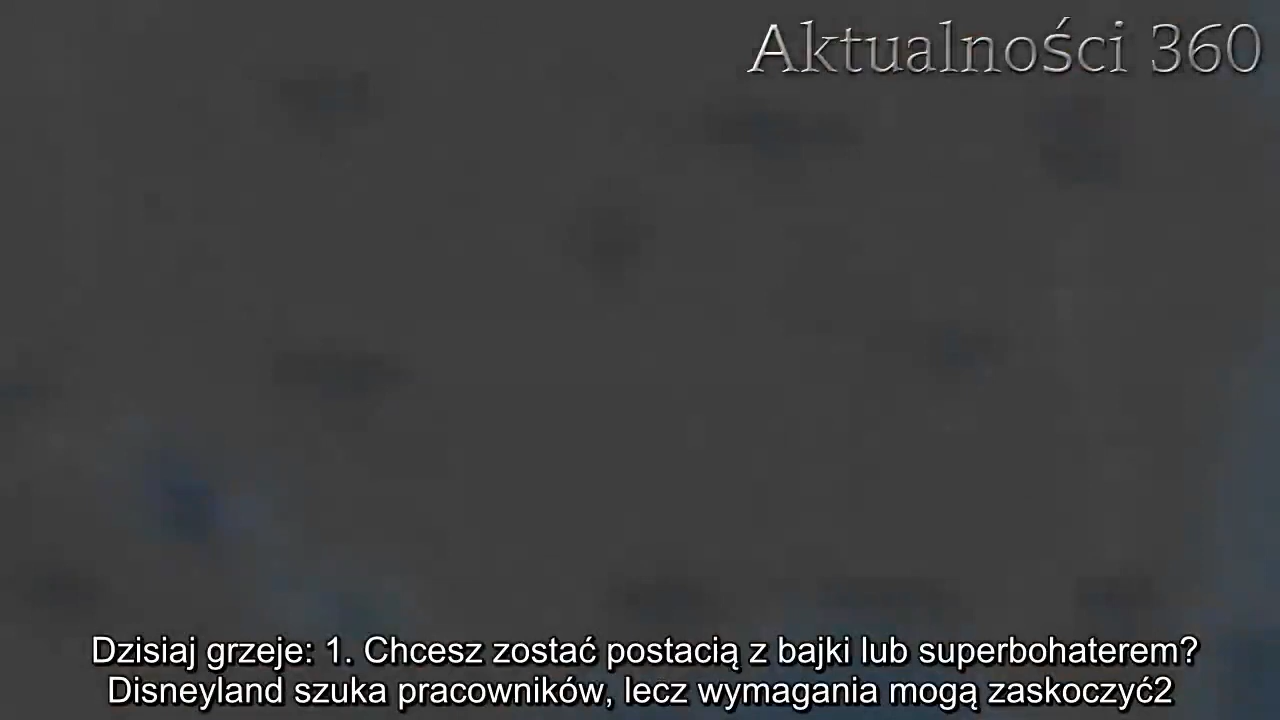 Aktualności 360
Dzisiaj grzeje: 1. Chcesz zostać postacią z bajki lub superbohaterem?
Disneyland szuka pracowników, lecz wymagania mogą zaskoczyć2